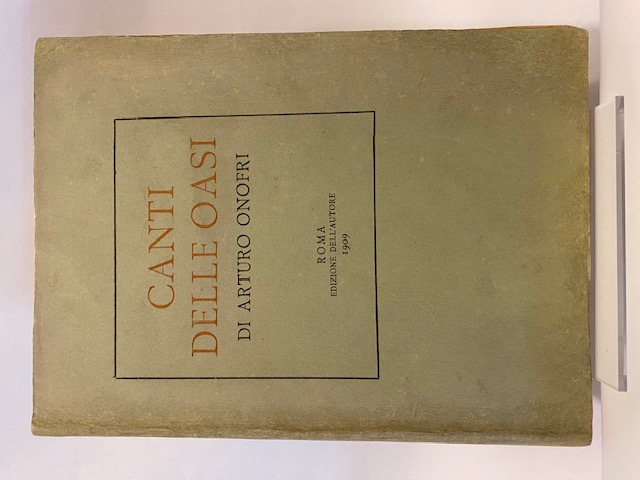 CANTI
DELLE OASI
DI ARTURO ONOFRI
ROMA
EDIZIONE DELL'AUTORE
1909